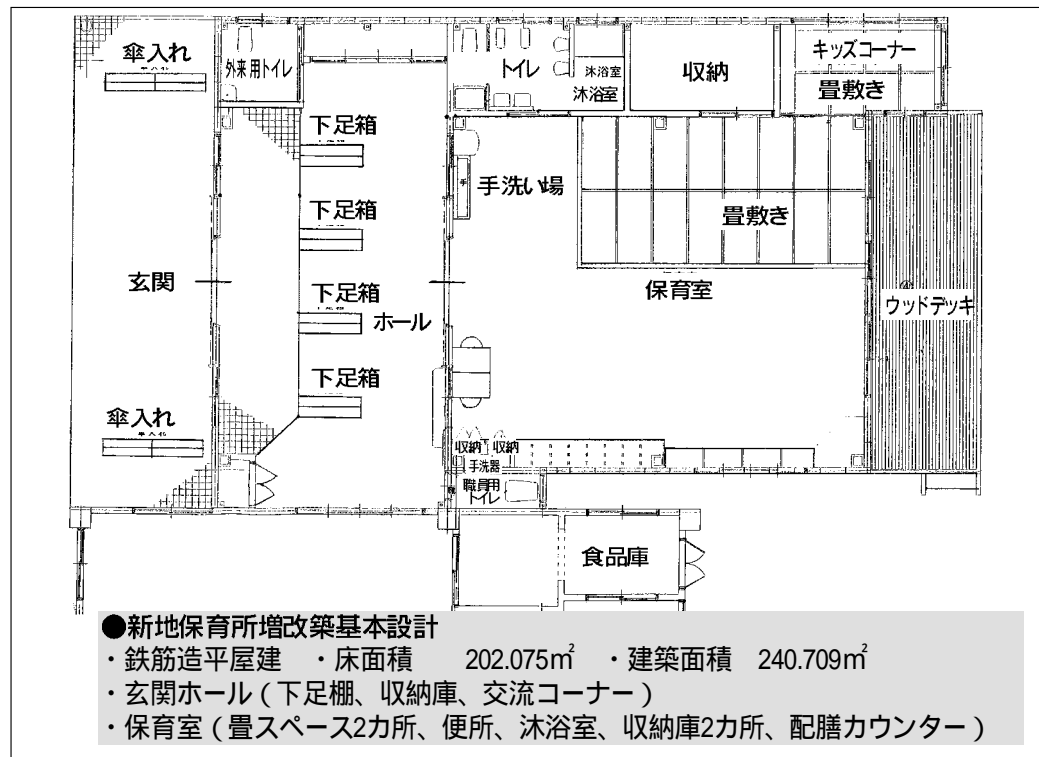 傘入れ
外来用トイレ
トイレ
沐浴室
沐浴室
収納
キッズコーナー
畳敷き
下足箱
手洗い場
下足箱
畳敷き
玄関
下足箱
ホール
保育室
ウッドデッキ
下足箱
傘入れ
収納 収納
手洗器
職員用
トイレ
食品庫
●新地保育所増改築基本設計
・鉄筋造平屋建 ・床面積 202.075㎡ ・建築面積 240.709㎡
・玄関ホール(下足棚、収納庫、交流コーナー)
・保育室(畳スペース2カ所、便所、沐浴室、収納庫2カ所、配膳カウンター)